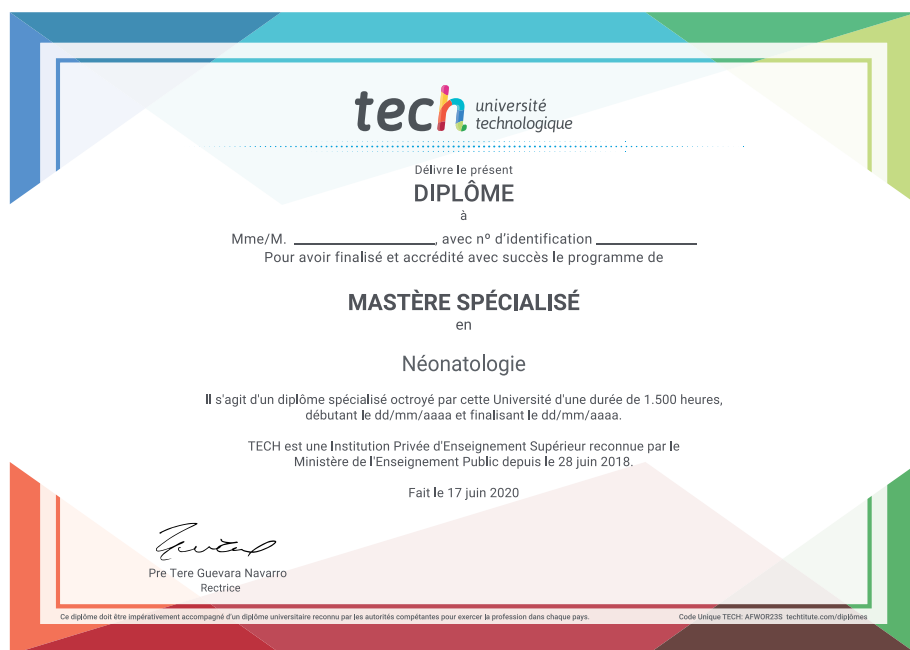 tech université
technologique
Délivre le présent
DIPLÔME
à
Mme/M. ____________________, avec nº d'identification ______________
Pour avoir finalisé et accrédité avec succès le programme de
MASTÈRE SPÉCIALISÉ
en
Néonatologie
Il s'agit d'un diplôme spécialisé octroyé par cette Université d'une durée de 1.500 heures,
débutant le dd/mm/aaaa et finalisant le dd/mm/aaaa.
TECH est une Institution Privée d'Enseignement Supérieur reconnue par le
Ministère de l'Enseignement Public depuis le 28 juin 2018.
Fait le 17 juin 2020
Pre Tere Guevara Navarro
Rectrice
Ce diplôme doit être impérativement accompagné d'un diplôme universitaire reconnu par les autorités compétantes pour exercer la profession dans chaque pays.
Code Unique TECH: AFWOR23S techtitute.com/diplômes